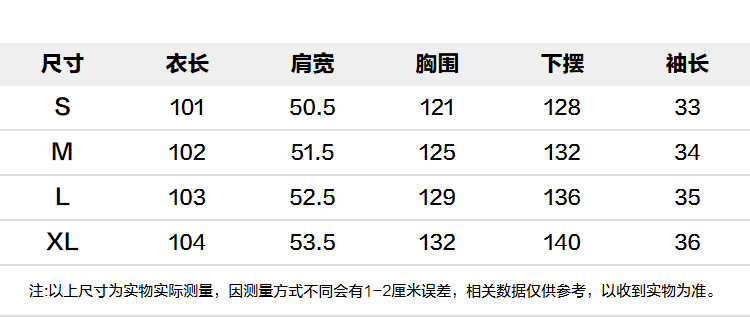 尺寸 衣长 肩宽 胸围 下摆 袖长
S 101 50.5 121 128 33
M 102 51.5 125 132 34
L 103 52.5 129 136 35
XL 104 53.5 132 140 36
注:以上尺寸为实物实际测量，因测量方式不同会有1-2厘米误差，相关数据仅供参考，以收到实物为准。